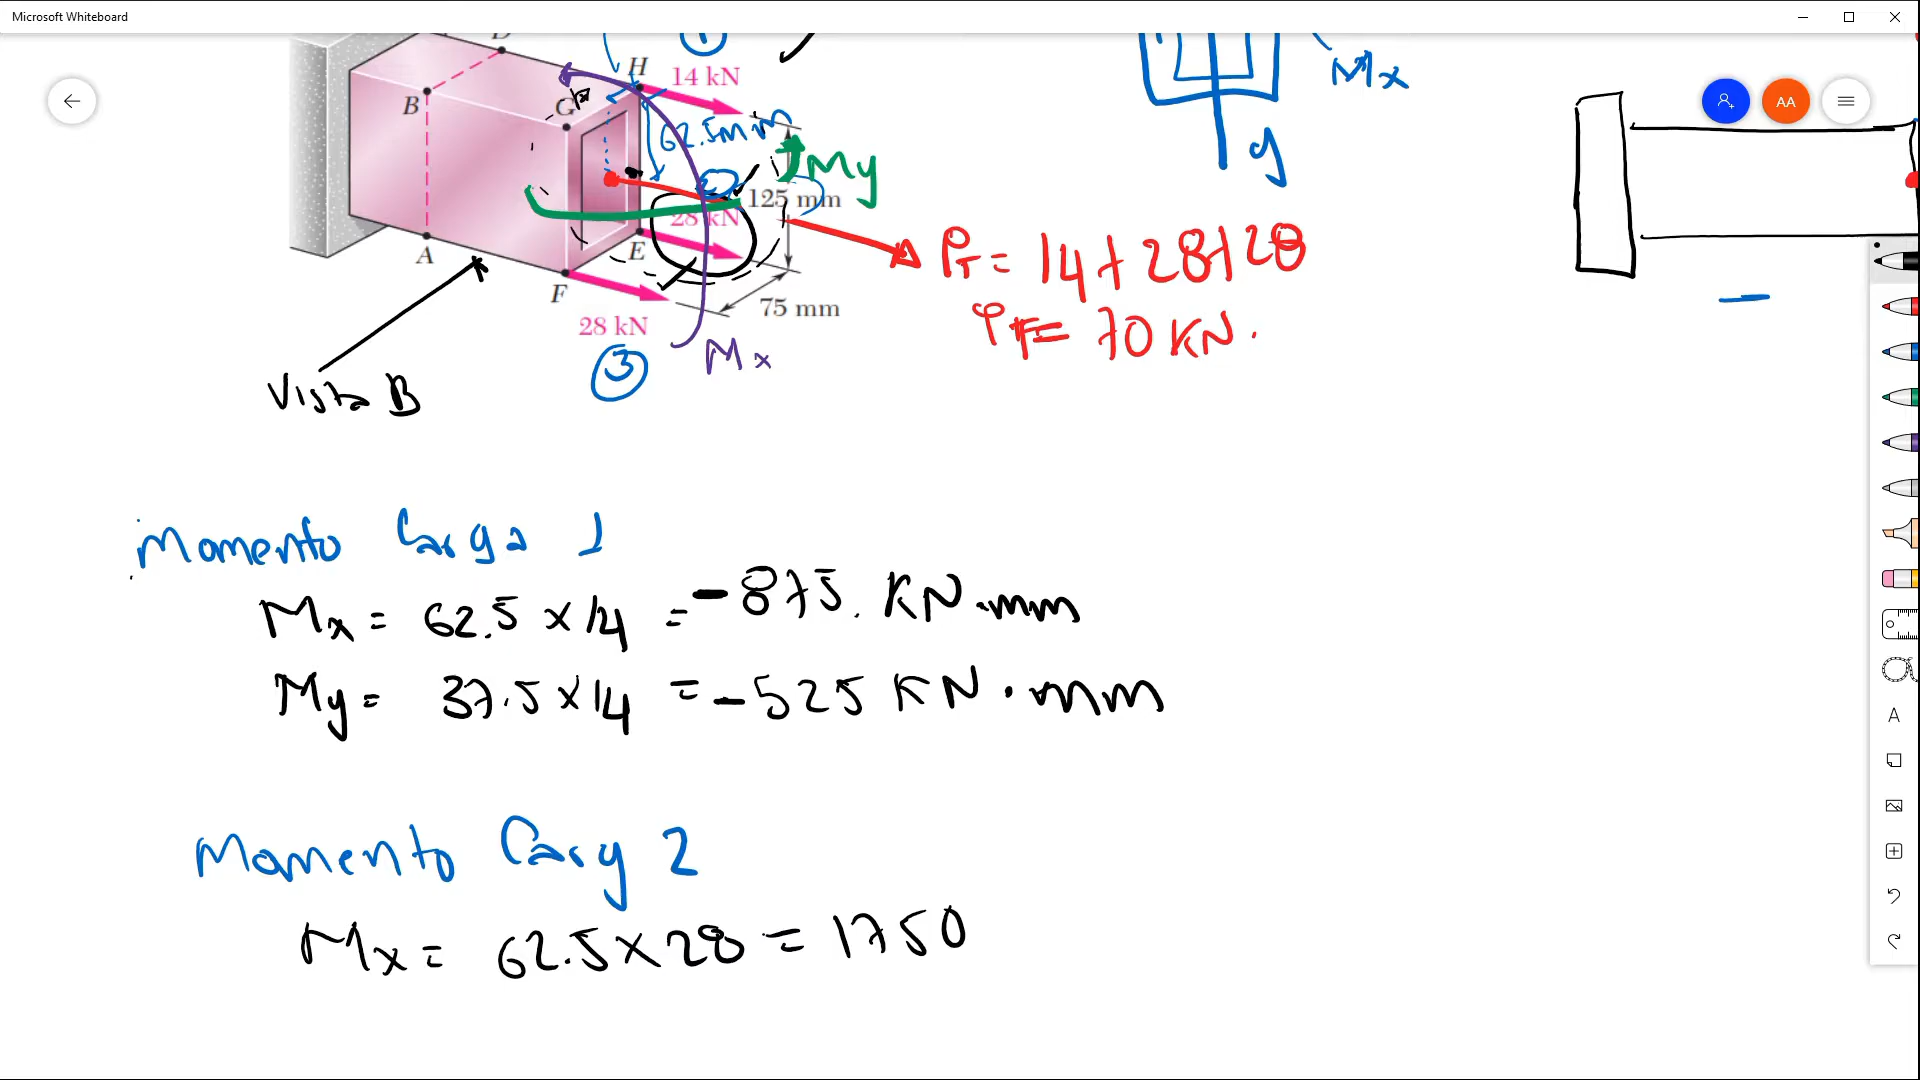 Microsoft Whiteboard
H
14 kN
Mx
B
G
62.5mm
AA
My
y
125 mm
28 kN
A
E
PT = 14+28+28
F
75 mm
28 kN
PT = 70 KN.
3
Mx
Vista B
Momento Carga 1
Mx = 62.5 x 14 = -875. KN.mm
My = 37.5 x 14 = -525 KN.mm
Momento Carg 2
Mx = 62.5 x 28 = 1750
A